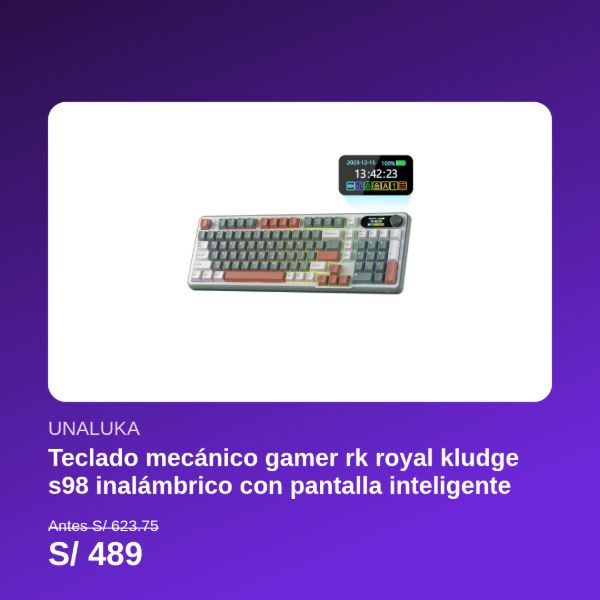 2023-12-15 100%
13:42:23
UNALUKA
Teclado mecánico gamer rk royal kludge
s98 inalámbrico con pantalla inteligente
Antes S/ 623.75
S/ 489